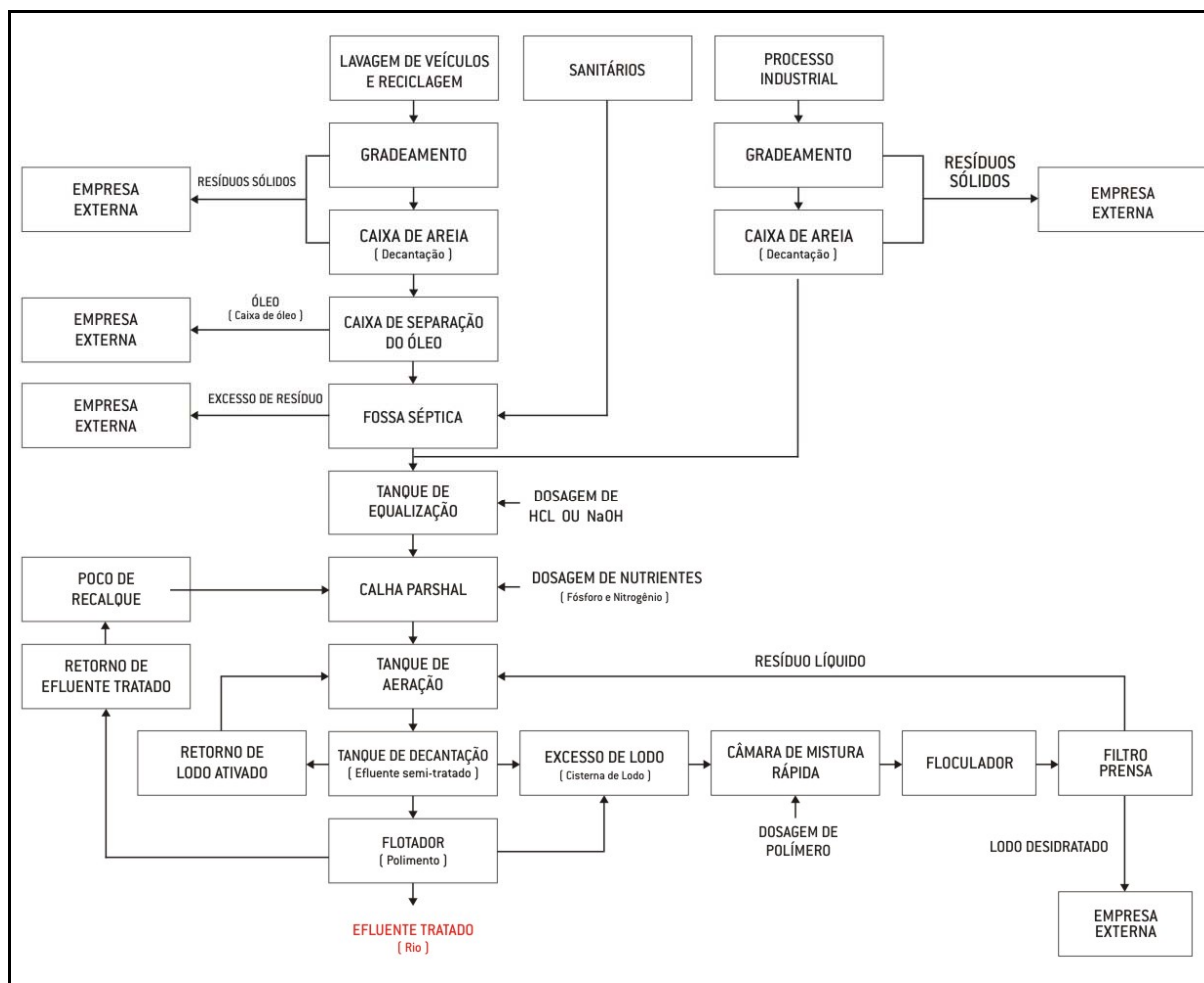 LAVAGEM DE VEÍCULOS
E RECICLAGEM
SANITÁRIOS
PROCESSO
INDUSTRIAL
GRADEAMENTO
GRADEAMENTO
RESÍDUOS SÓLIDOS
EMPRESA
EXTERNA
RESÍDUOS
SÓLIDOS
EMPRESA
EXTERNA
CAIXA DE AREIA
( Decantação )
CAIXA DE AREIA
( Decantação )
ÓLEO
( Caixa de óleo )
EMPRESA
EXTERNA
CAIXA DE SEPARAÇÃO
DO ÓLEO
EXCESSO DE RESÍDUO
EMPRESA
EXTERNA
FOSSA SÉPTICA
TANQUE DE
EQUALIZAÇÃO
DOSAGEM DE
HCL OU NaOH
POCO DE
RECALQUE
CALHA PARSHAL
DOSAGEM DE NUTRIENTES
( Fósforo e Nitrogênio )
RETORNO DE
EFLUENTE TRATADO
TANQUE DE
AERAÇÃO
RESÍDUO LÍQUIDO
RETORNO DE
LODO ATIVADO
TANQUE DE DECANTAÇÃO
( Efluente semi-tratado )
EXCESSO DE LODO
( Cisterna de Lodo )
CÂMARA DE MISTURA
RÁPIDA
FLOCULADOR
FILTRO
PRENSA
FLOTADOR
( Polimento )
DOSAGEM DE
POLÍMERO
LODO DESIDRATADO
EFLUENTE TRATADO
( Rio )
EMPRESA
EXTERNA